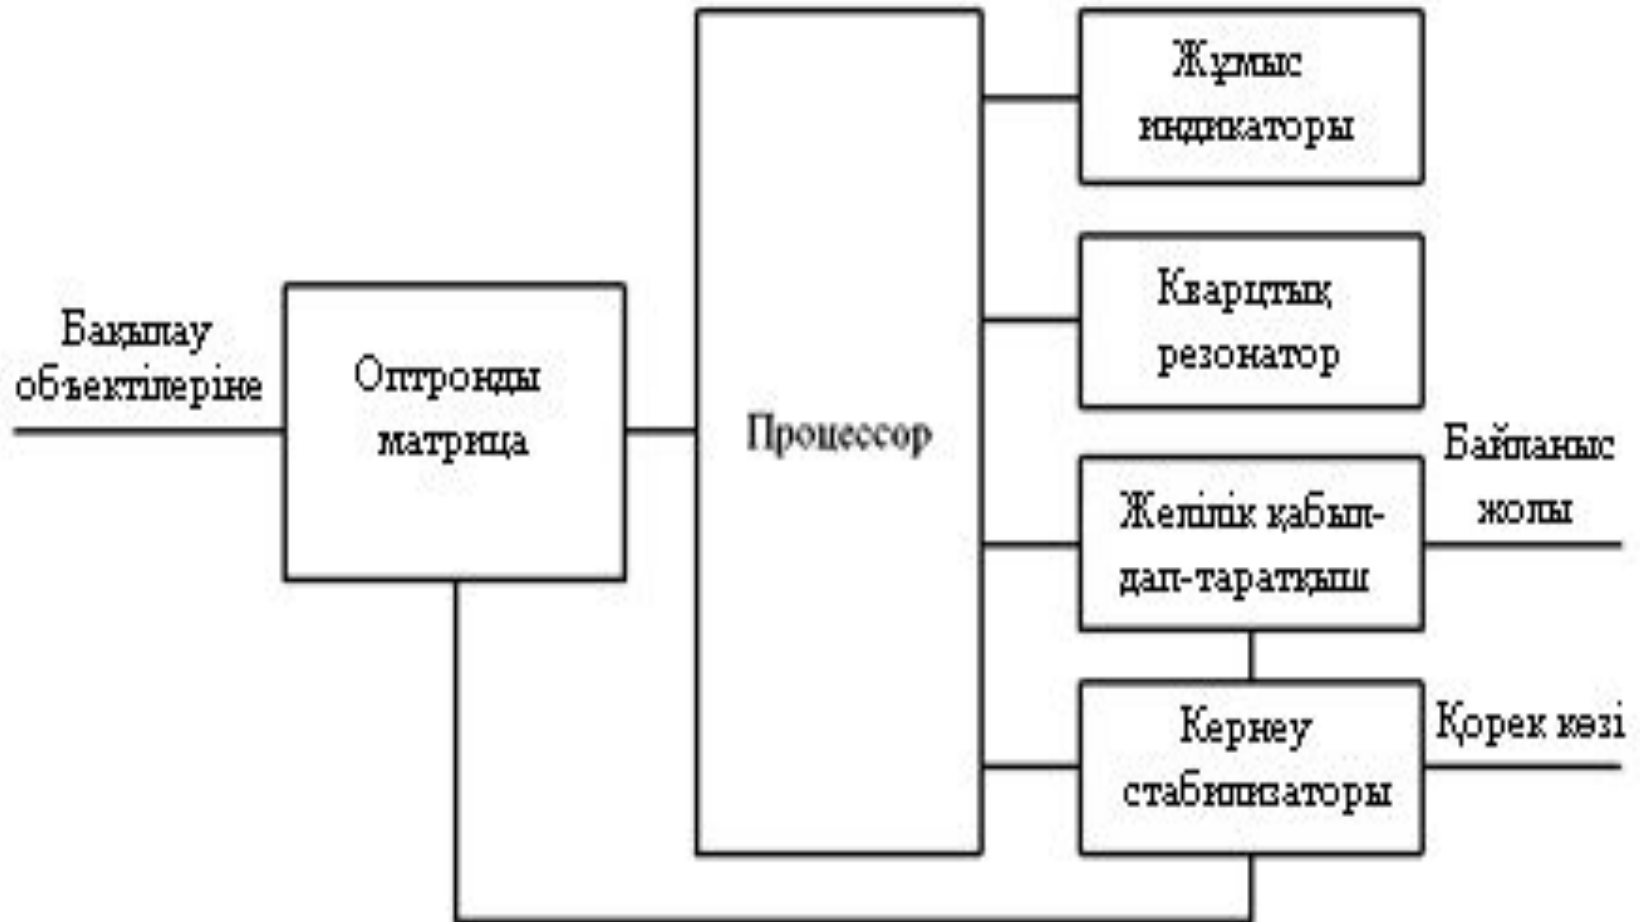 Жұмыс
индикаторы
Кварцтық
резонатор
Бақылау
объектілеріне
Оптронды
матрица
Процессор
Байланыс
жолы
Желілік қабыл-
дап-таратқыш
Кернеу
стабилизаторы
Қорек көзі